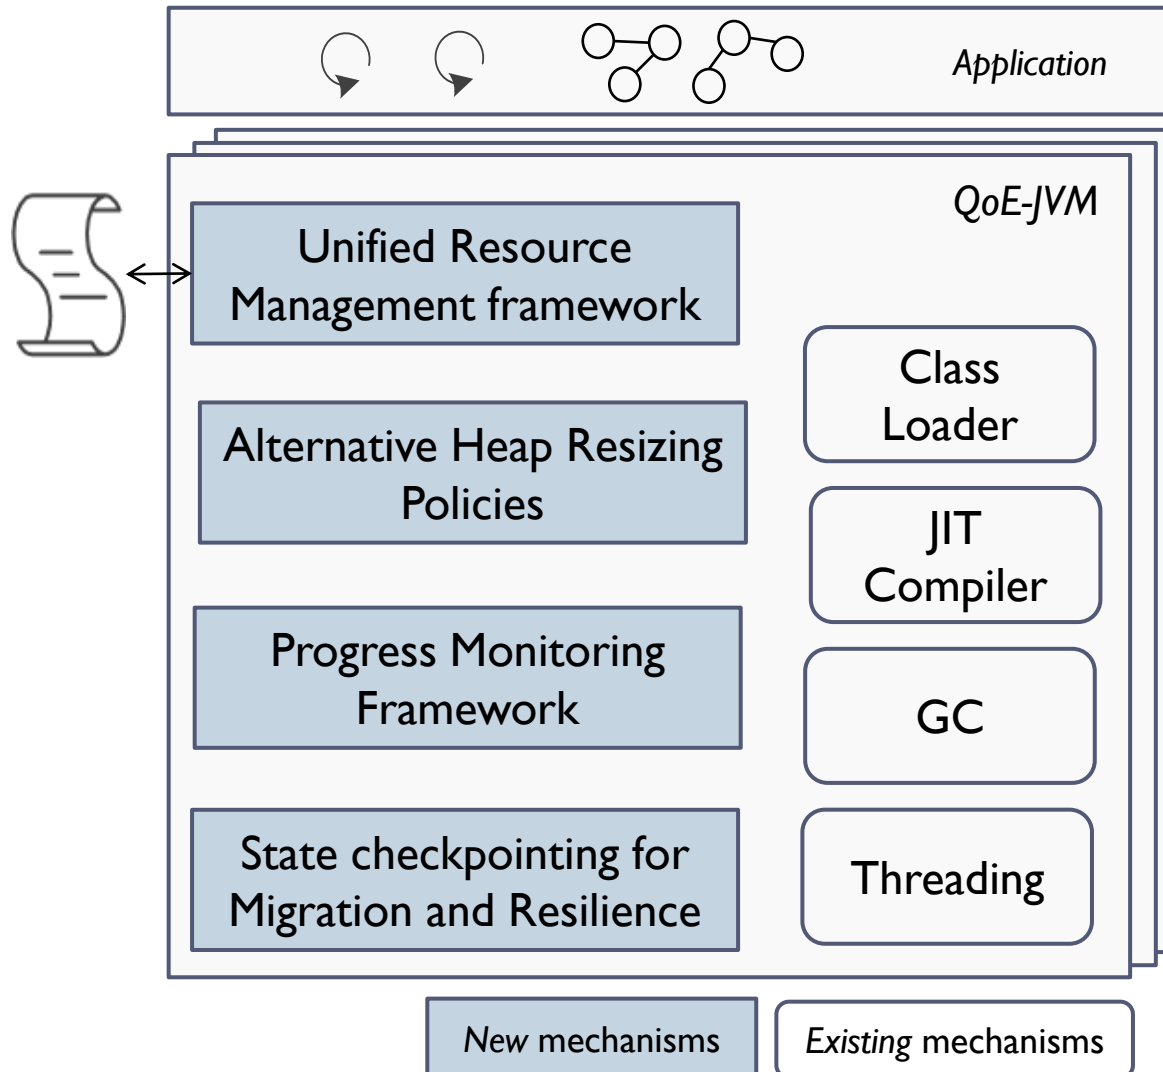 Application
QoE-JVM
Unified Resource
Management framework
Alternative Heap Resizing
Policies
Progress Monitoring
Framework
State checkpointing for
Migration and Resilience
Class
Loader
JIT
Compiler
GC
Threading
New mechanisms
Existing mechanisms